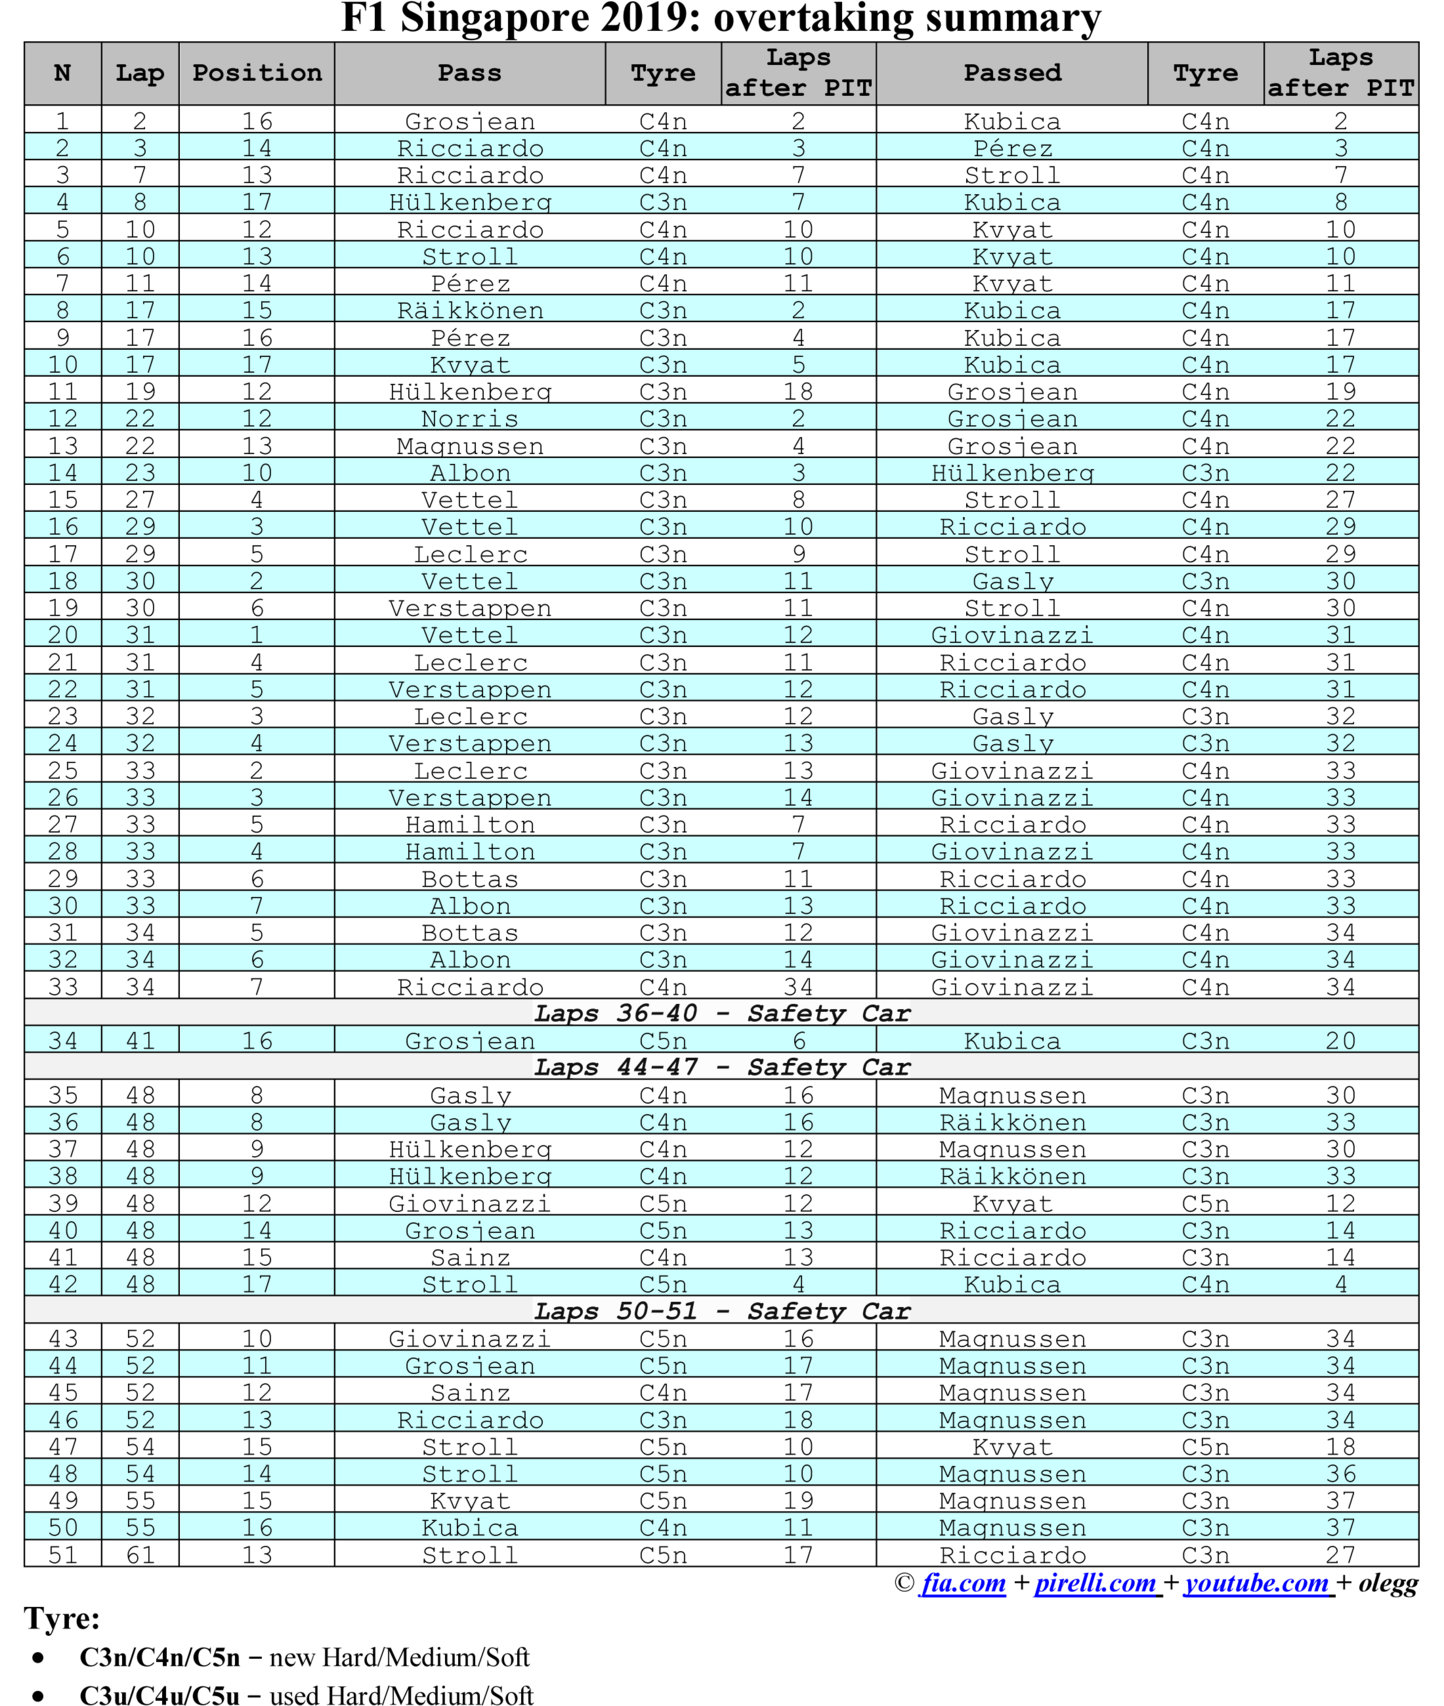 F1 Singapore 2019: overtaking summary
N Lap Position Pass Tyre Laps after PIT Passed Tyre Laps after PIT
1 2 16 Grosjean C4n 2 Kubica C4n 2
2 3 14 Ricciardo C4n 3 Pérez C4n 3
3 7 13 Ricciardo C4n 7 Stroll C4n 7
4 8 17 Hülkenberg C3n 7 Kubica C4n 8
5 10 12 Ricciardo C4n 10 Kvyat C4n 10
6 10 13 Stroll C4n 10 Kvyat C4n 10
7 11 14 Pérez C4n 11 Kvyat C4n 11
8 17 15 Räikkönen C3n 2 Kubica C4n 17
9 17 16 Pérez C3n 4 Kubica C4n 17
10 17 17 Kvyat C3n 5 Kubica C4n 17
11 19 12 Hülkenberg C3n 18 Grosjean C4n 19
12 22 12 Norris C3n 2 Grosjean C4n 22
13 22 13 Magnussen C3n 4 Grosjean C4n 22
14 23 10 Albon C3n 3 Hülkenberg C3n 22
15 27 4 Vettel C3n 8 Stroll C4n 27
16 29 3 Vettel C3n 10 Ricciardo C4n 29
17 29 5 Leclerc C3n 9 Stroll C4n 29
18 30 2 Vettel C3n 11 Gasly C3n 30
19 30 6 Verstappen C3n 11 Stroll C4n 30
20 31 1 Vettel C3n 12 Giovinazzi C4n 31
21 31 4 Leclerc C3n 11 Ricciardo C4n 31
22 31 5 Verstappen C3n 12 Ricciardo C4n 31
23 32 3 Leclerc C3n 12 Gasly C3n 32
24 32 4 Verstappen C3n 13 Gasly C3n 32
25 33 2 Leclerc C3n 13 Giovinazzi C4n 33
26 33 3 Verstappen C3n 14 Giovinazzi C4n 33
27 33 5 Hamilton C3n 7 Ricciardo C4n 33
28 33 4 Hamilton C3n 7 Giovinazzi C4n 33
29 33 6 Bottas C3n 11 Ricciardo C4n 33
30 33 7 Albon C3n 13 Ricciardo C4n 33
31 34 5 Bottas C3n 12 Giovinazzi C4n 34
32 34 6 Albon C3n 14 Giovinazzi C4n 34
33 34 7 Ricciardo C4n 34 Giovinazzi C4n 34
Laps 36-40 - Safety Car
34 41 16 Grosjean C5n 6 Kubica C3n 20
Laps 44-47 - Safety Car
35 48 8 Gasly C4n 16 Magnussen C3n 30
36 48 8 Gasly C4n 16 Räikkönen C3n 33
37 48 9 Hülkenberg C4n 12 Magnussen C3n 30
38 48 9 Hülkenberg C4n 12 Räikkönen C3n 33
39 48 12 Giovinazzi C5n 12 Kvyat C5n 12
40 48 14 Grosjean C5n 13 Ricciardo C3n 14
41 48 15 Sainz C4n 13 Ricciardo C3n 14
42 48 17 Stroll C5n 4 Kubica C4n 4
Laps 50-51 - Safety Car
43 52 10 Giovinazzi C5n 16 Magnussen C3n 34
44 52 11 Grosjean C5n 17 Magnussen C3n 34
45 52 12 Sainz C4n 17 Magnussen C3n 34
46 52 13 Ricciardo C3n 18 Magnussen C3n 34
47 54 15 Stroll C5n 10 Kvyat C5n 18
48 54 14 Stroll C5n 10 Magnussen C3n 36
49 55 15 Kvyat C5n 19 Magnussen C3n 37
50 55 16 Kubica C4n 11 Magnussen C3n 37
51 61 13 Stroll C5n 17 Ricciardo C3n 27
© fia.com + pirelli.com + youtube.com + olegg
Tyre:
● C3n/C4n/C5n – new Hard/Medium/Soft
● C3u/C4u/C5u – used Hard/Medium/Soft